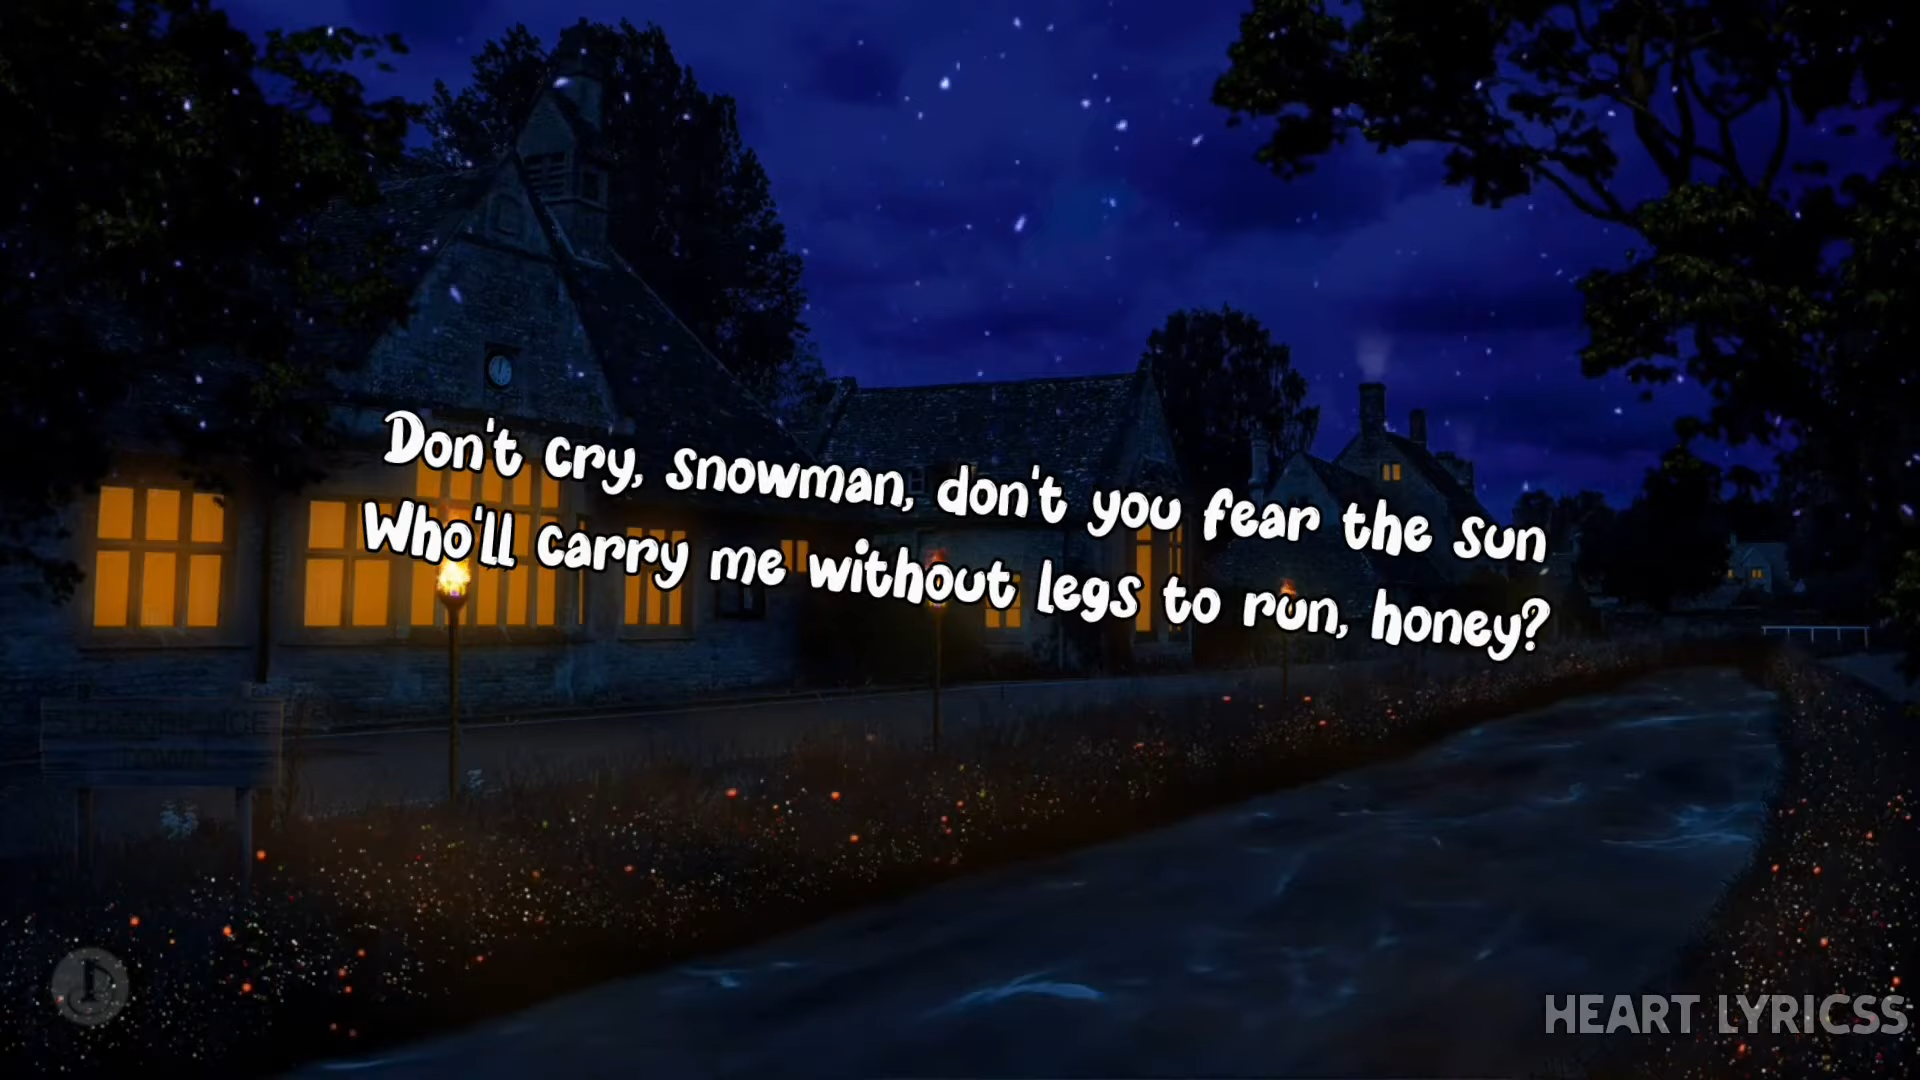 Don't cry, snowman, don't you fear the sun
Who'll carry me without legs to run, honey?
HEART LYRICSS